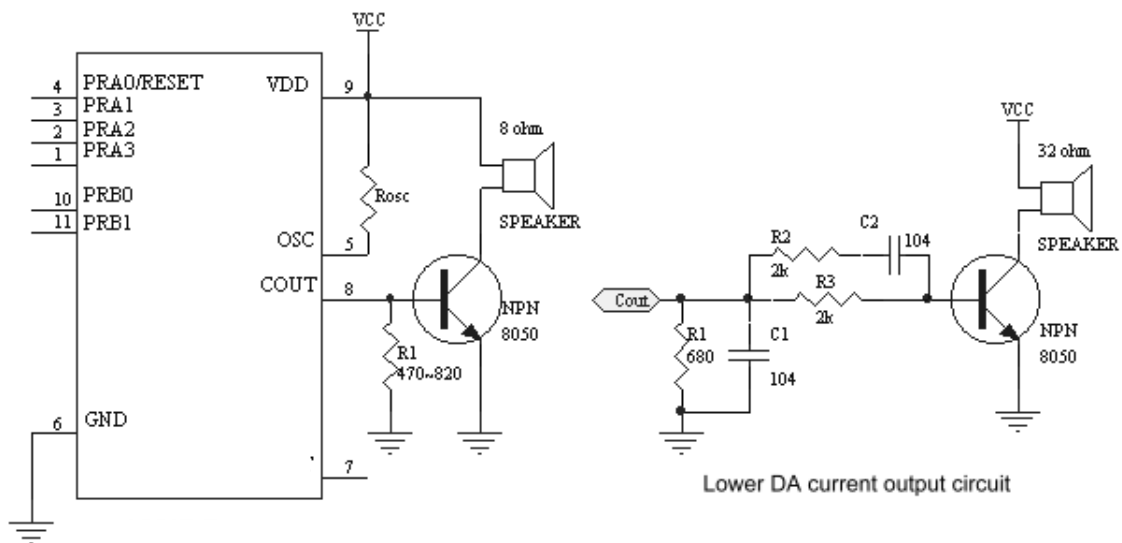 VCC
4 PRA0/RESET VDD 9
3 PRA1
2 PRA2
1 PRA3
10 PRB0
11 PRB1
Rosc
8 ohm
SPEAKER
OSC 5
COUT 8
NPN
8050
R1
470~820
6 GND
7
VCC
32 ohm
SPEAKER
C2
104
R2
2k
R3
2k
Cout
R1
680
C1
104
NPN
8050
Lower DA current output circuit